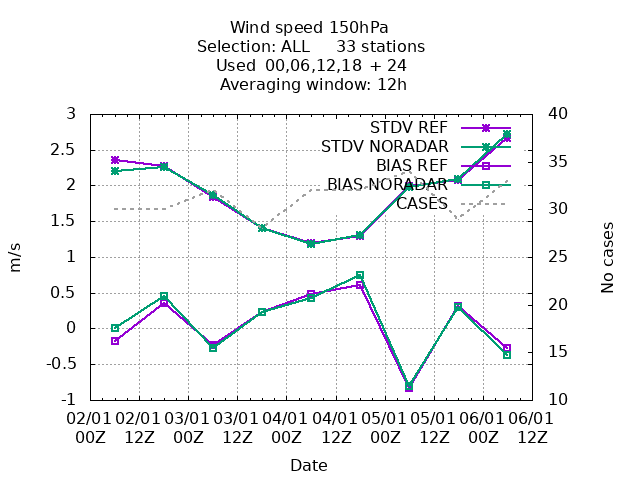 Wind speed 150hPa
Selection: ALL 33 stations
Used 00,06,12,18 + 24
Averaging window: 12h
3
2.5
2
1.5
1
0.5
0
-0.5
-1
m/s
40
35
30
25
20
15
10
No cases
STDV REF
STDV NORADAR
BIAS REF
BIAS NORADAR
CASES
02/01 02/01 03/01 03/01 04/01 04/01 05/01 05/01 06/01 06/01
00Z 12Z 00Z 12Z 00Z 12Z 00Z 12Z 00Z 12Z
Date